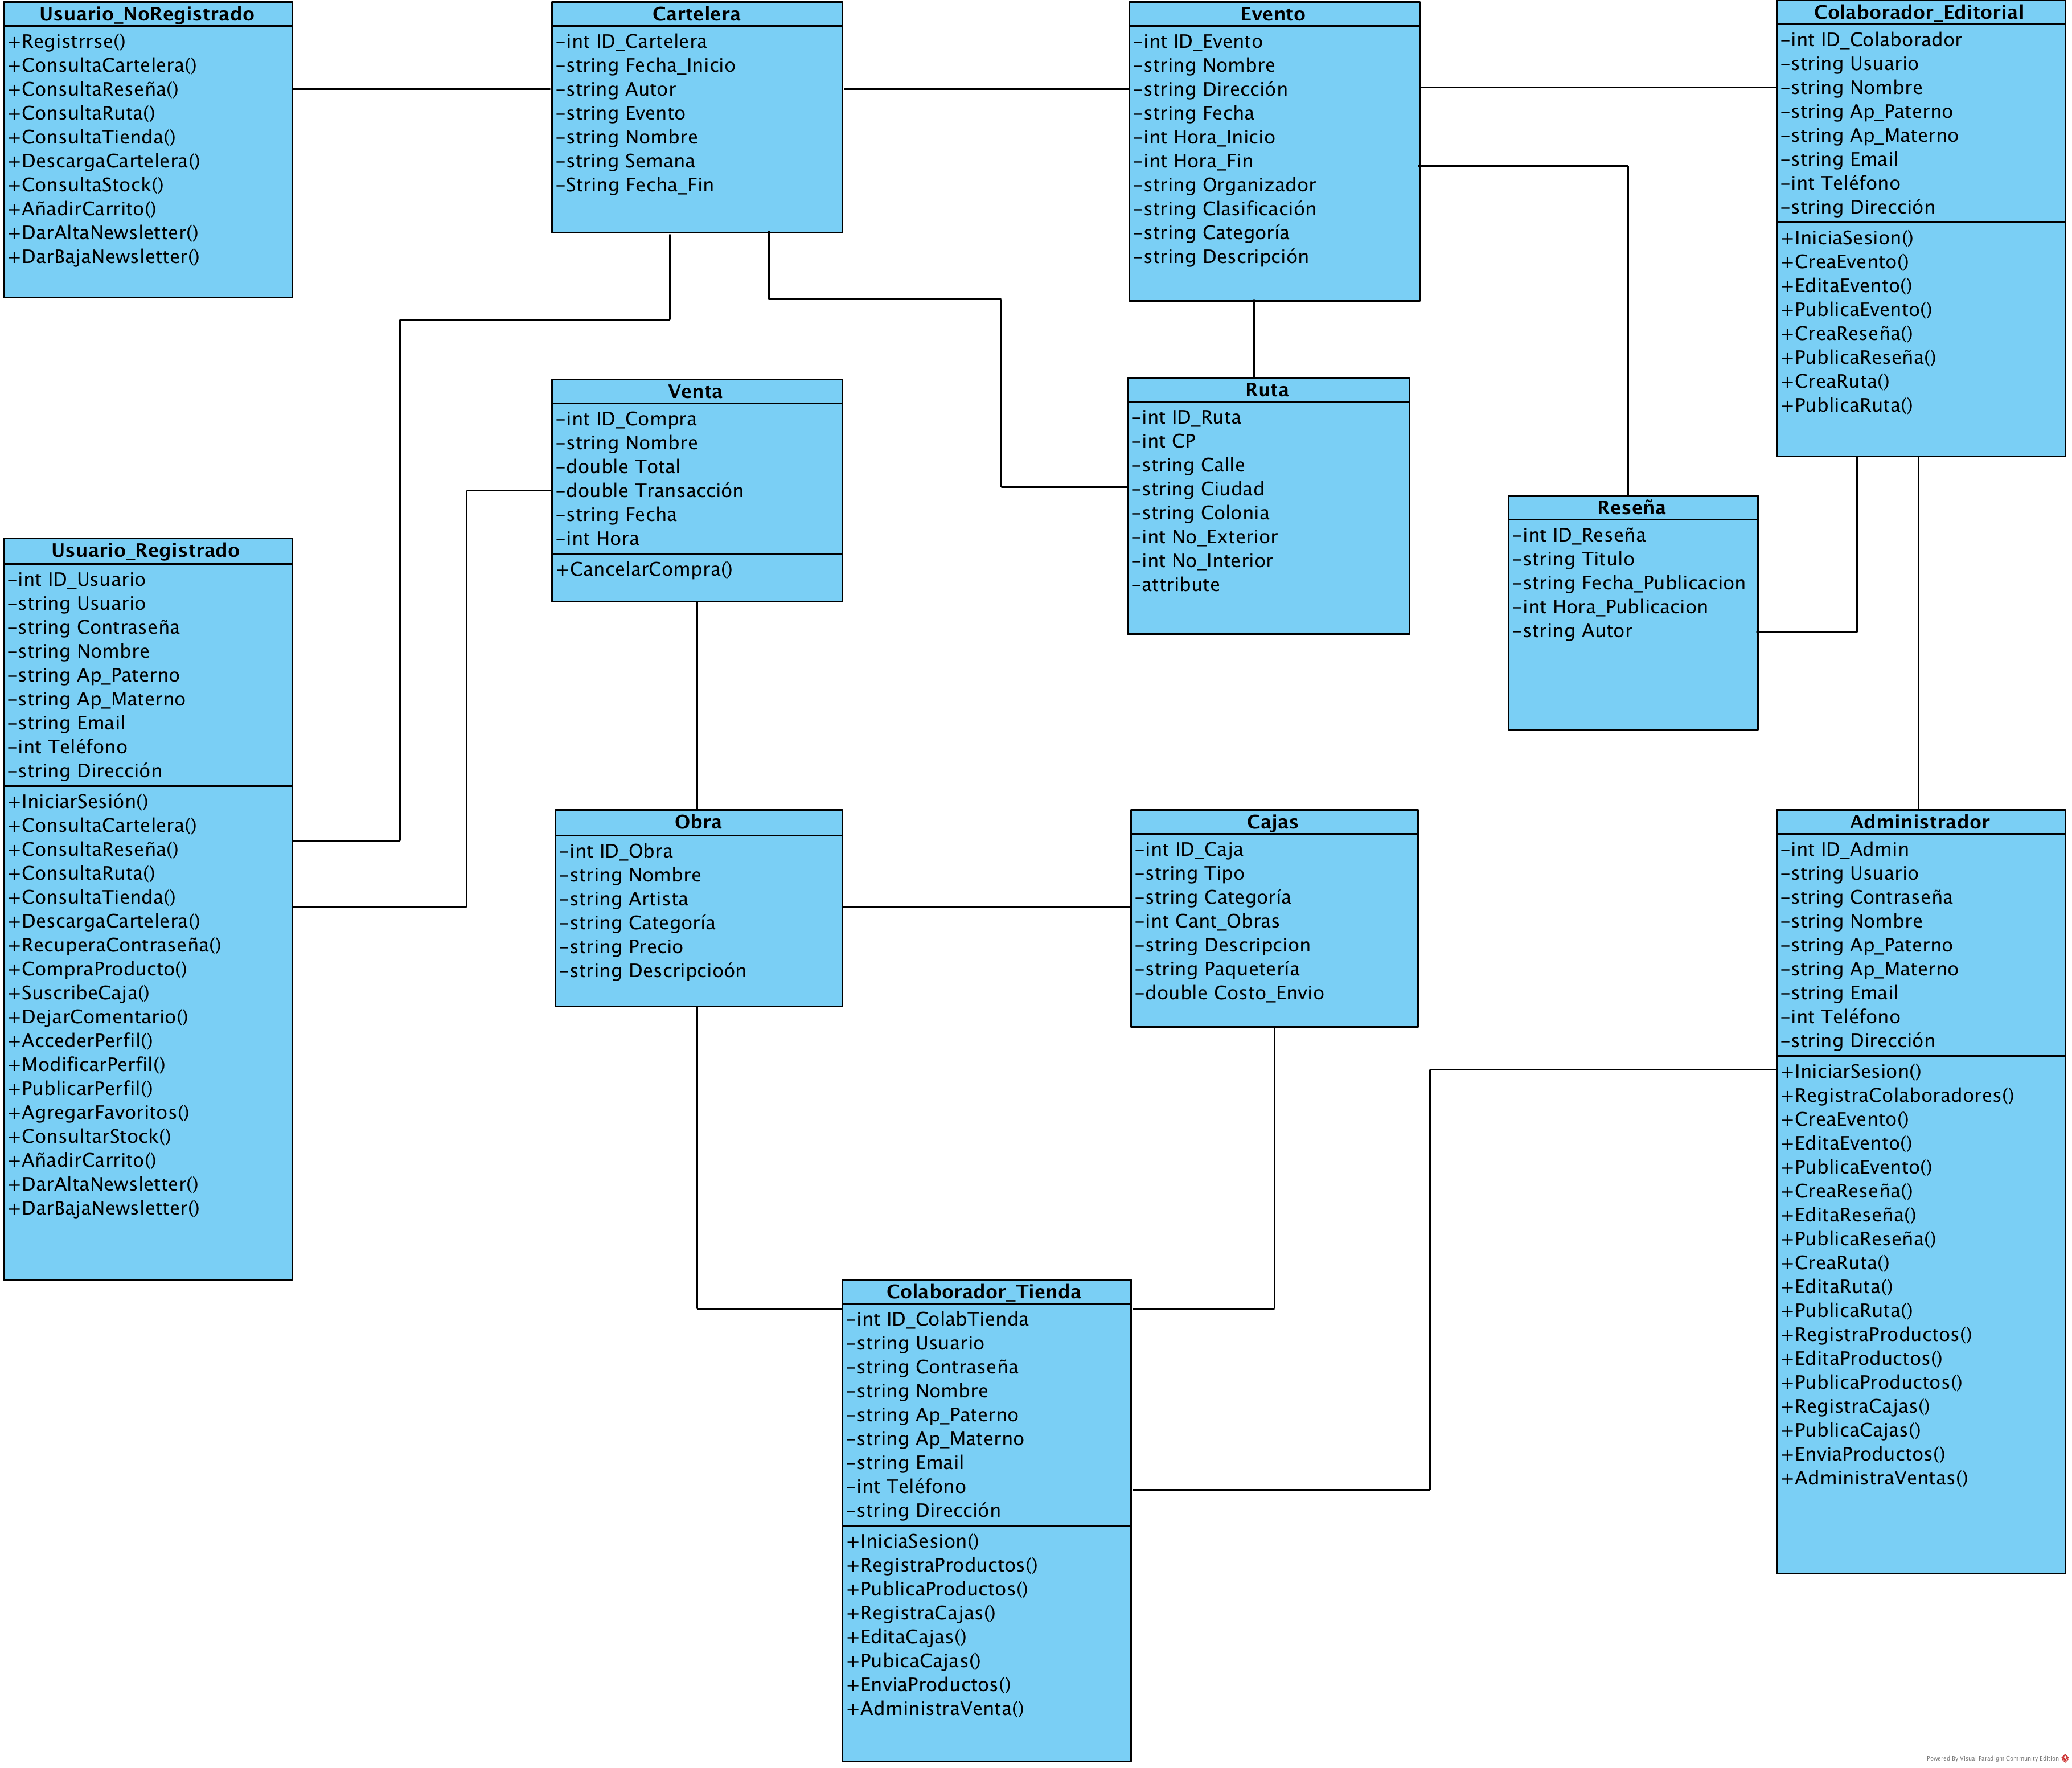 Usuario_NoRegistrado
+Registrrse()
+ConsultaCartelera()
+ConsultaReseña()
+ConsultaRuta()
+ConsultaTienda()
+DescargaCartelera()
+ConsultaStock()
+AñadirCarrito()
+DarAltaNewsletter()
+DarBajaNewsletter()
Cartelera
-int ID_Cartelera
-string Fecha_Inicio
-string Autor
-string Evento
-string Nombre
-string Semana
-String Fecha_Fin
Evento
-int ID_Evento
-string Nombre
-string Dirección
-string Fecha
-int Hora_Inicio
-int Hora_Fin
-string Organizador
-string Clasificación
-string Categoría
-string Descripción
Colaborador_Editorial
-int ID_Colaborador
-string Usuario
-string Nombre
-string Ap_Paterno
-string Ap_Materno
-string Email
-int Teléfono
-string Dirección
+IniciaSesion()
+CreaEvento()
+EditaEvento()
+PublicaEvento()
+CreaReseña()
+PublicaReseña()
+CreaRuta()
+PublicaRuta()
Venta
-int ID_Compra
-string Nombre
-double Total
-double Transacción
-string Fecha
-int Hora
+CancelarCompra()
Ruta
-int ID_Ruta
-int CP
-string Calle
-string Ciudad
-string Colonia
-int No_Exterior
-int No_Interior
-attribute
Reseña
-int ID_Reseña
-string Titulo
-string Fecha_Publicacion
-int Hora_Publicacion
-string Autor
Usuario_Registrado
-int ID_Usuario
-string Usuario
-string Contraseña
-string Nombre
-string Ap_Paterno
-string Ap_Materno
-string Email
-int Teléfono
-string Dirección
+IniciarSesión()
+ConsultaCartelera()
+ConsultaReseña()
+ConsultaRuta()
+ConsultaTienda()
+DescargaCartelera()
+RecuperaContraseña()
+CompraProducto()
+SuscribeCaja()
+DejarComentario()
+AccederPerfil()
+ModificarPerfil()
+PublicarPerfil()
+AgregarFavoritos()
+ConsultarStock()
+AñadirCarrito()
+DarAltaNewsletter()
+DarBajaNewsletter()
Obra
-int ID_Obra
-string Nombre
-string Artista
-string Categoría
-string Precio
-string Descripcioón
Cajas
-int ID_Caja
-string Tipo
-string Categoría
-int Cant_Obras
-string Descripcion
-string Paquetería
-double Costo_Envio
Administrador
-int ID_Admin
-string Usuario
-string Contraseña
-string Nombre
-string Ap_Paterno
-string Ap_Materno
-string Email
-int Teléfono
-string Dirección
+IniciarSesion()
+RegistraColaboradores()
+CreaEvento()
+EditaEvento()
+PublicaEvento()
+CreaReseña()
+EditaReseña()
+PublicaReseña()
+CreaRuta()
+EditaRuta()
+PublicaRuta()
+RegistraProductos()
+EditaProductos()
+PublicaProductos()
+RegistraCajas()
+PublicaCajas()
+EnviaProductos()
+AdministraVentas()
Colaborador_Tienda
-int ID_ColabTienda
-string Usuario
-string Contraseña
-string Nombre
-string Ap_Paterno
-string Ap_Materno
-string Email
-int Teléfono
-string Dirección
+IniciaSesion()
+RegistraProductos()
+PublicaProductos()
+RegistraCajas()
+EditaCajas()
+PubicaCajas()
+EnviaProductos()
+AdministraVenta()
Powered By Visual Paradigm Community Edition